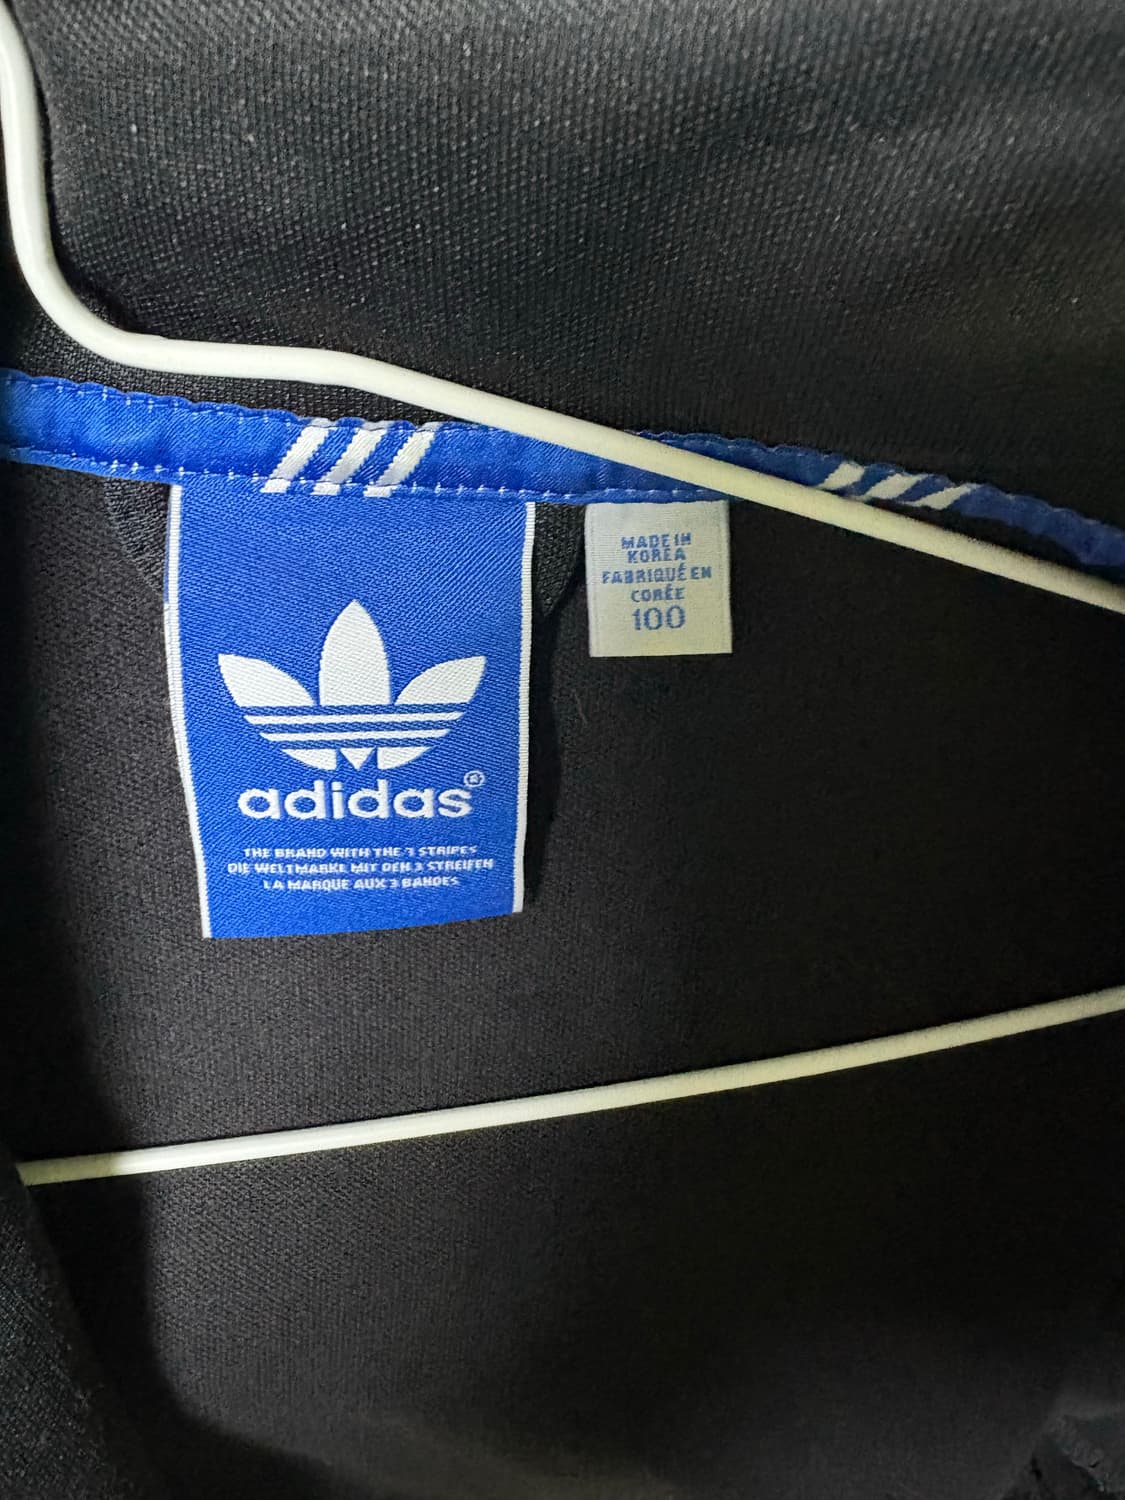 adidas®
THE BRAND WITH THE 3 STRIPES
DIE WELTMARKE MIT DEN 3 STREIFEN
LA MARQUE AUX 3 BANDES
MADE IN
KOREA
FABRIQUÉ EN
CORÉE
100